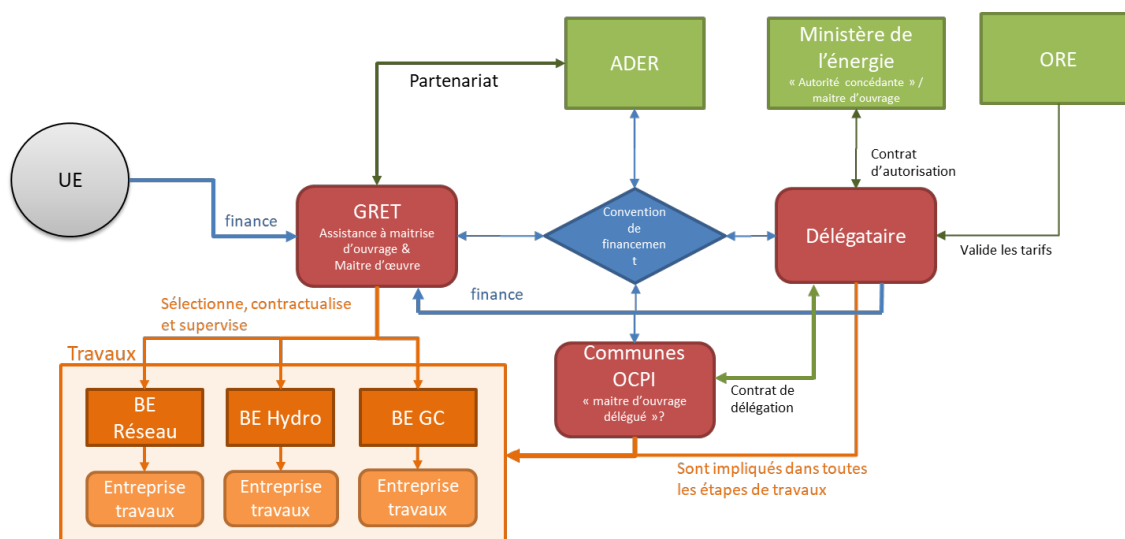 ADER
Ministère de
l'énergie
« Autorité concédante » /
maitre d'ouvrage
ORE
Partenariat
UE
finance
GRET
Assistance à maitrise
d'ouvrage &
Maitre d'œuvre
Convention
de
financemen
t
Contrat
d'autorisation
Délégataire
Valide les tarifs
finance
Sélectionne, contractualise
et supervise
Travaux
BE
Réseau
BE Hydro
BE GC
Entreprise
travaux
Entreprise
travaux
Entreprise
travaux
Communes
OCPI
« maitre d'ouvrage
délégué »?
Contrat de
délégation
Sont impliqués dans toutes
les étapes de travaux